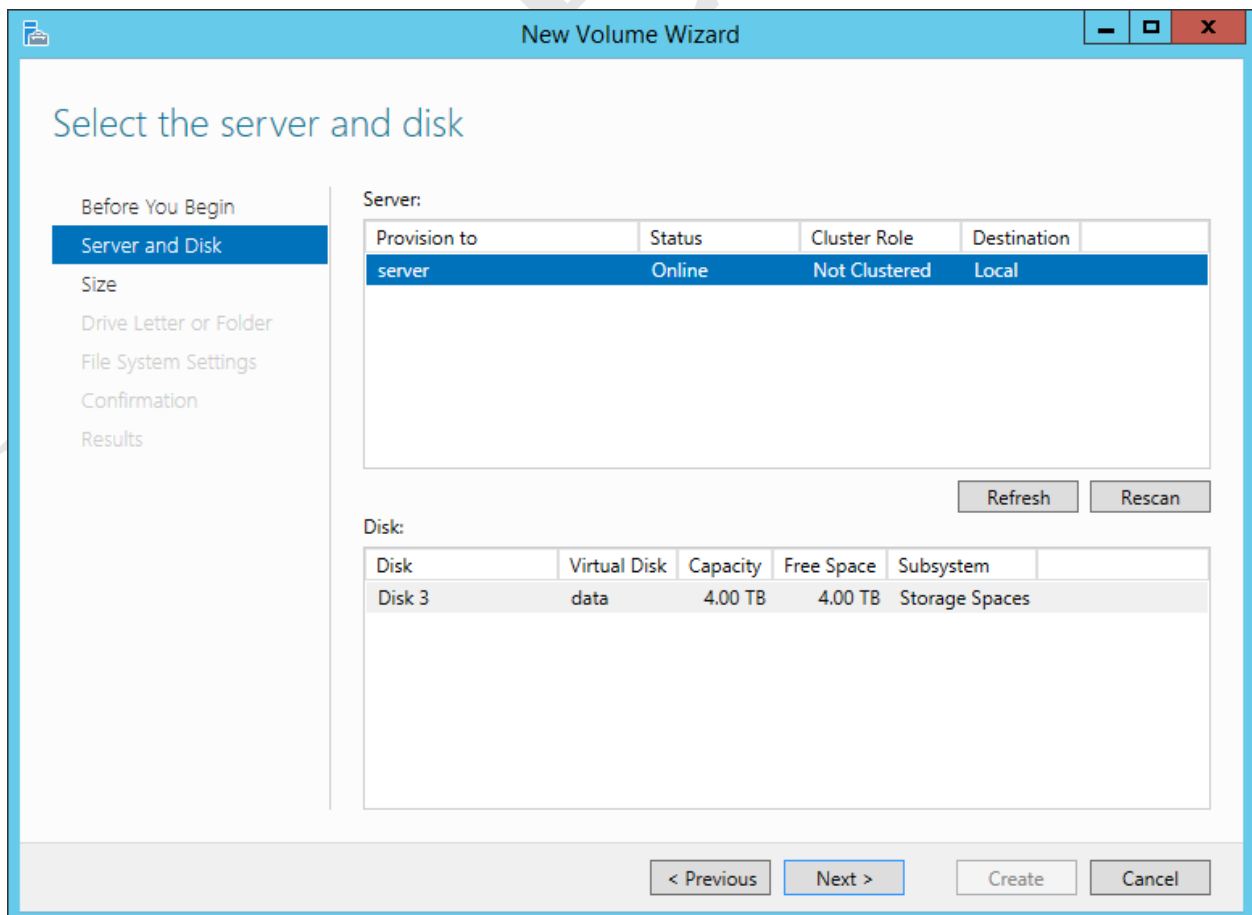 New Volume Wizard
Select the server and disk
Before You Begin
Server and Disk
Size
Drive Letter or Folder
File System Settings
Confirmation
Results
Server:
Provision to Status Cluster Role Destination
server Online Not Clustered Local
Refresh Rescan
Disk:
Disk Virtual Disk Capacity Free Space Subsystem
Disk 3 data 4.00 TB 4.00 TB Storage Spaces
< Previous Next > Create Cancel